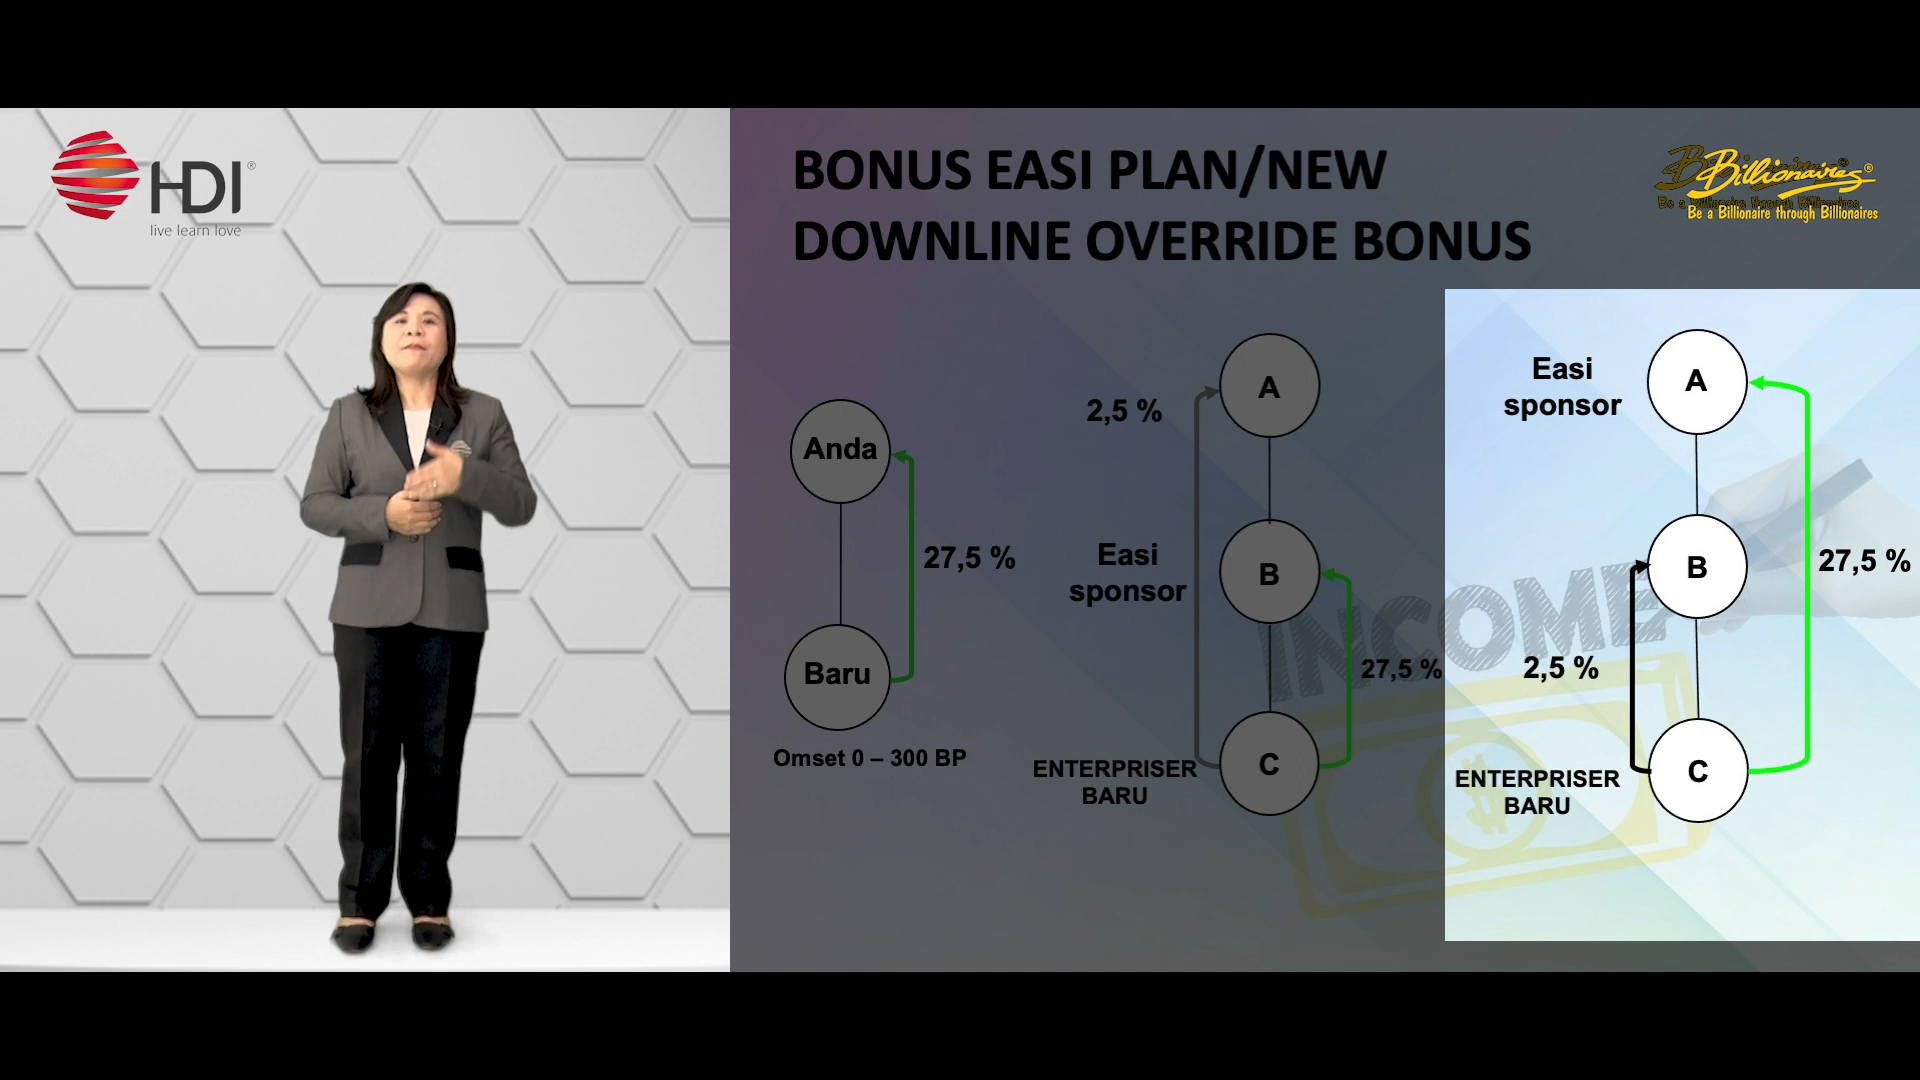 HDI®
live learn love
BONUS EASI PLAN/NEW
DOWNLINE OVERRIDE BONUS
Billionaires®
Be a Billionaire through Billionaires
Anda
27,5 %
Baru
Omset 0 – 300 BP
A
2,5 %
Easi
sponsor
B
27,5 %
C
ENTERPRISER
BARU
INCOME
Easi
sponsor
A
B
27,5 %
2,5 %
C
ENTERPRISER
BARU